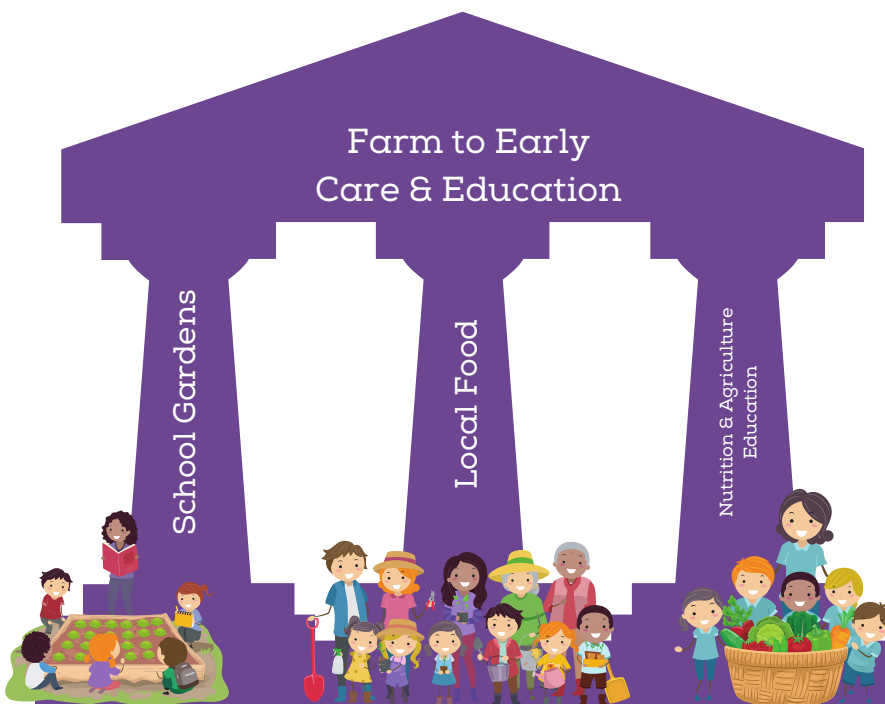 Farm to Early
Care & Education
School Gardens
Local Food
Nutrition & Agriculture
Education